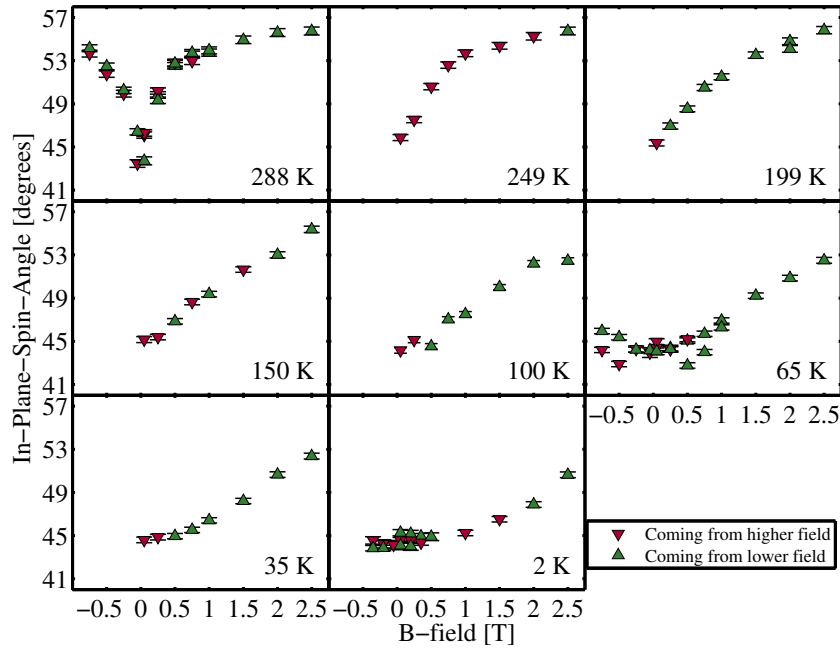 57
53
49
45
41
288 K
249 K
199 K
57
53
49
45
41
150 K
100 K
65 K
57
53
49
45
41
35 K
2 K
In−Plane−Spin−Angle [degrees]
−0.5 0 0.5 1 1.5 2 2.5
−0.5 0 0.5 1 1.5 2 2.5
−0.5 0 0.5 1 1.5 2 2.5
B−field [T]
Coming from higher field
Coming from lower field